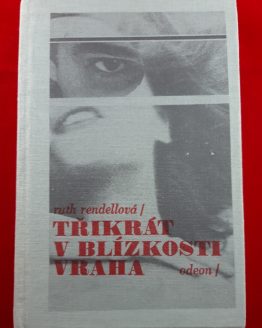 ruth rendellová /
TŘIKRÁT
V BLÍZKOSTI
VRAHA
odeon /